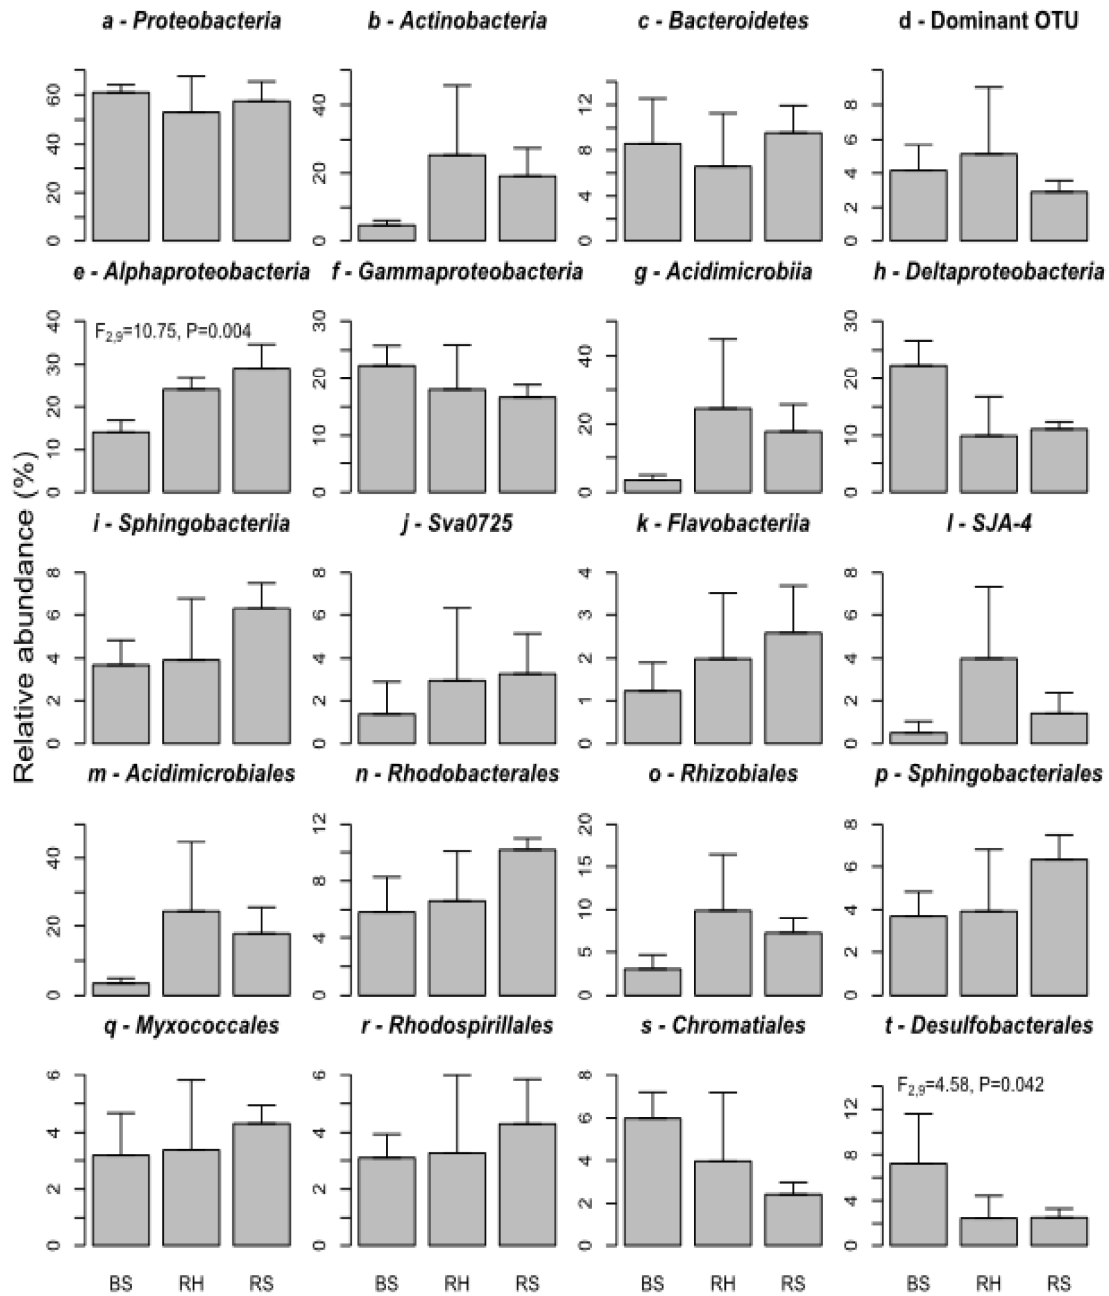 a - Proteobacteria
b - Actinobacteria
c - Bacteroidetes
d - Dominant OTU
0 20 40 60
0 20 40
0 4 8 12
0 2 4 6 8
e - Alphaproteobacteria
f - Gammaproteobacteria
g - Acidimicrobiia
h - Deltaproteobacteria
F2,9=10.75, P=0.004
0 10 20 30 40
0 10 20 30
0 20 40
0 10 20 30
Relative abundance (%)
i - Sphingobacteriia
j - Sva0725
k - Flavobacteriia
l - SJA-4
0 2 4 6 8
0 2 4 6 8
0 1 2 3 4
0 2 4 6 8
m - Acidimicrobiales
n - Rhodobacterales
o - Rhizobiales
p - Sphingobacteriales
0 20 40
0 4 8 12
0 5 10 15 20
0 2 4 6 8
q - Myxococcales
r - Rhodospirillales
s - Chromatiales
t - Desulfobacterales
F2,9=4.58, P=0.042
0 2 4 6
0 2 4 6
0 2 4 6 8
0 4 8 12
BS RH RS
BS RH RS
BS RH RS
BS RH RS